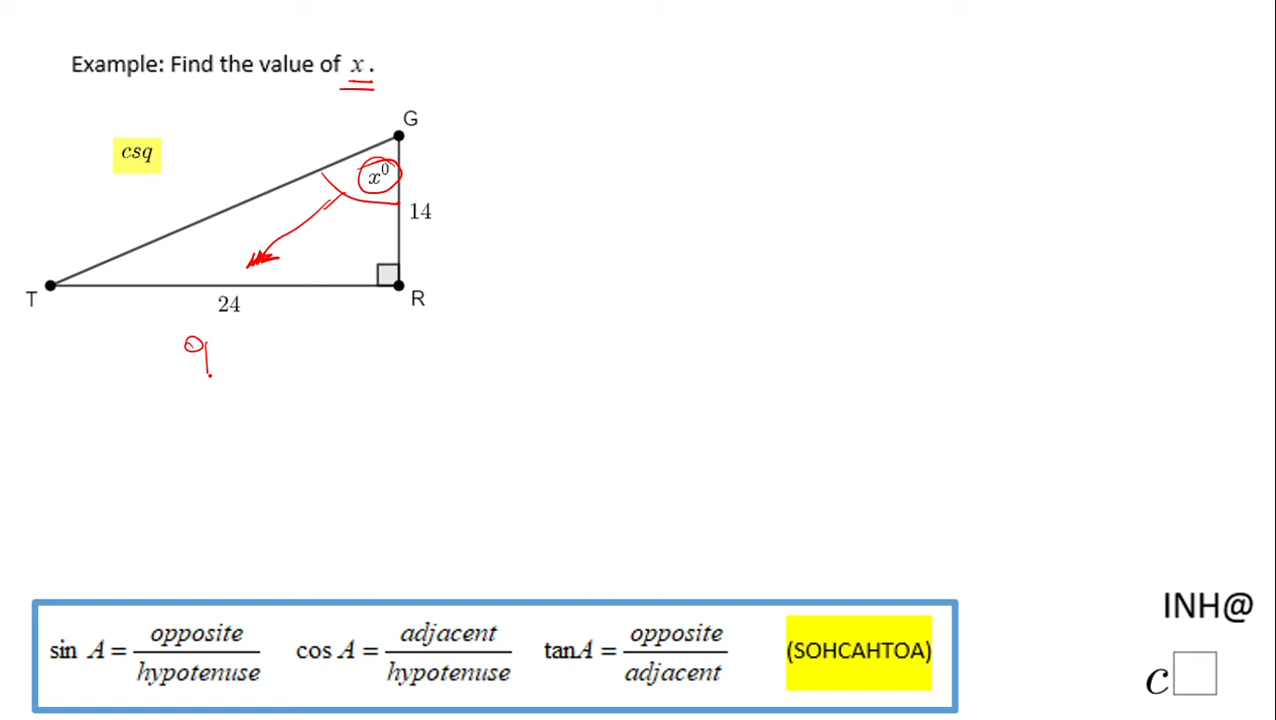 Example: Find the value of x.
G
csq
x⁰
14
T
24
R
sin A = opposite / hypotenuse cos A = adjacent / hypotenuse tanA = opposite / adjacent (SOHCAHTOA)
INH@
c